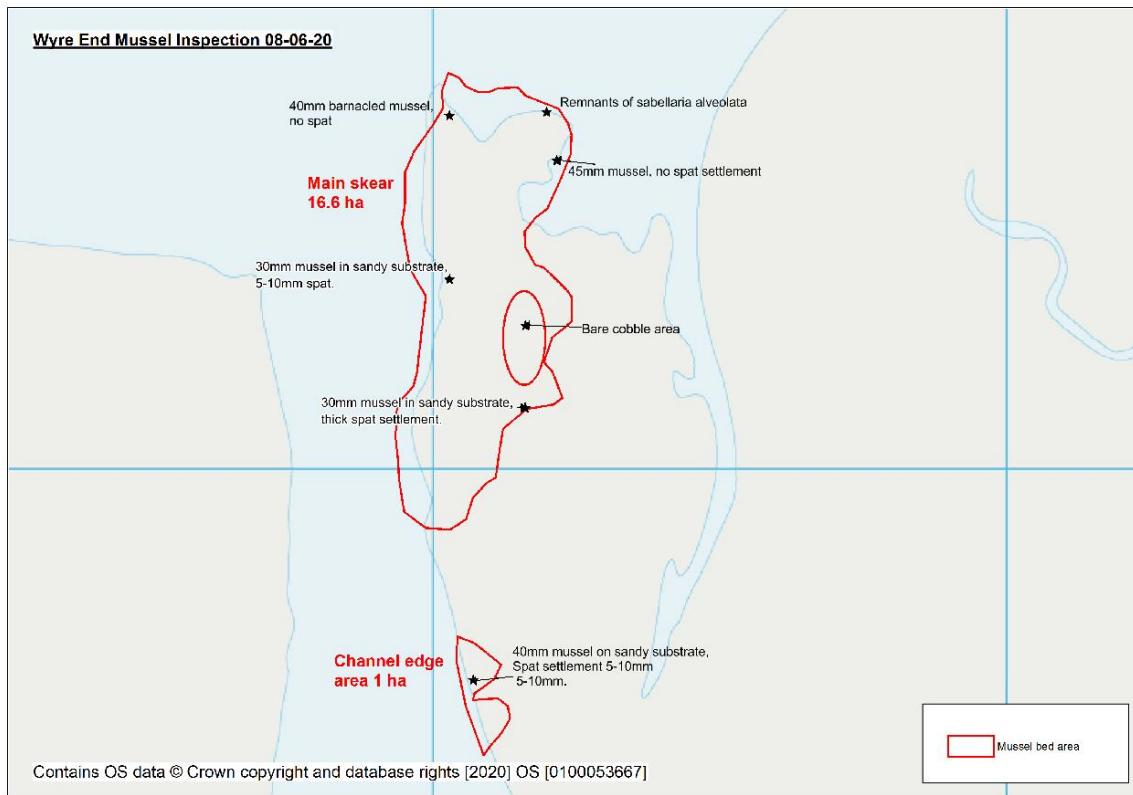 Wyre End Mussel Inspection 08-06-20
40mm barnacled mussel,
no spat
Remnants of sabellaria alveolata
45mm mussel, no spat settlement
Main skear
16.6 ha
30mm mussel in sandy substrate,
5-10mm spat.
Bare cobble area
30mm mussel in sandy substrate,
thick spat settlement.
Channel edge
area 1 ha
40mm mussel on sandy substrate,
Spat settlement 5-10mm
5-10mm.
Mussel bed area
Contains OS data © Crown copyright and database rights [2020] OS [0100053667]